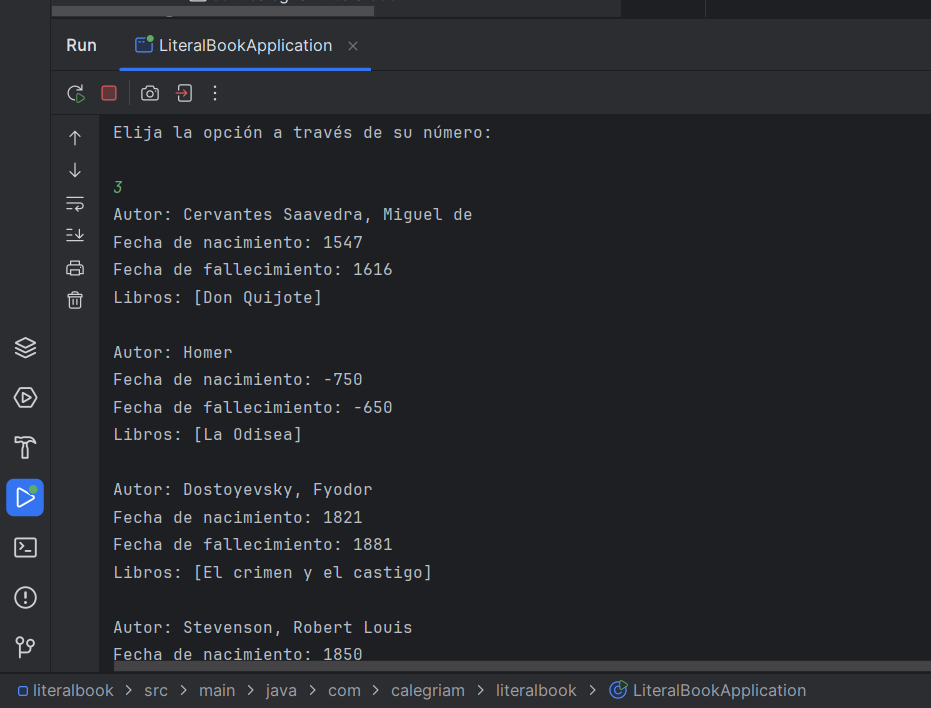 Run
LiteralBookApplication
Elija la opción a través de su número:
3
Autor: Cervantes Saavedra, Miguel de
Fecha de nacimiento: 1547
Fecha de fallecimiento: 1616
Libros: [Don Quijote]
Autor: Homer
Fecha de nacimiento: -750
Fecha de fallecimiento: -650
Libros: [La Odisea]
Autor: Dostoyevsky, Fyodor
Fecha de nacimiento: 1821
Fecha de fallecimiento: 1881
Libros: [El crimen y el castigo]
Autor: Stevenson, Robert Louis
Fecha de nacimiento: 1850
literalbook > src > main > java > com > calegriam > literalbook > LiteralBookApplication